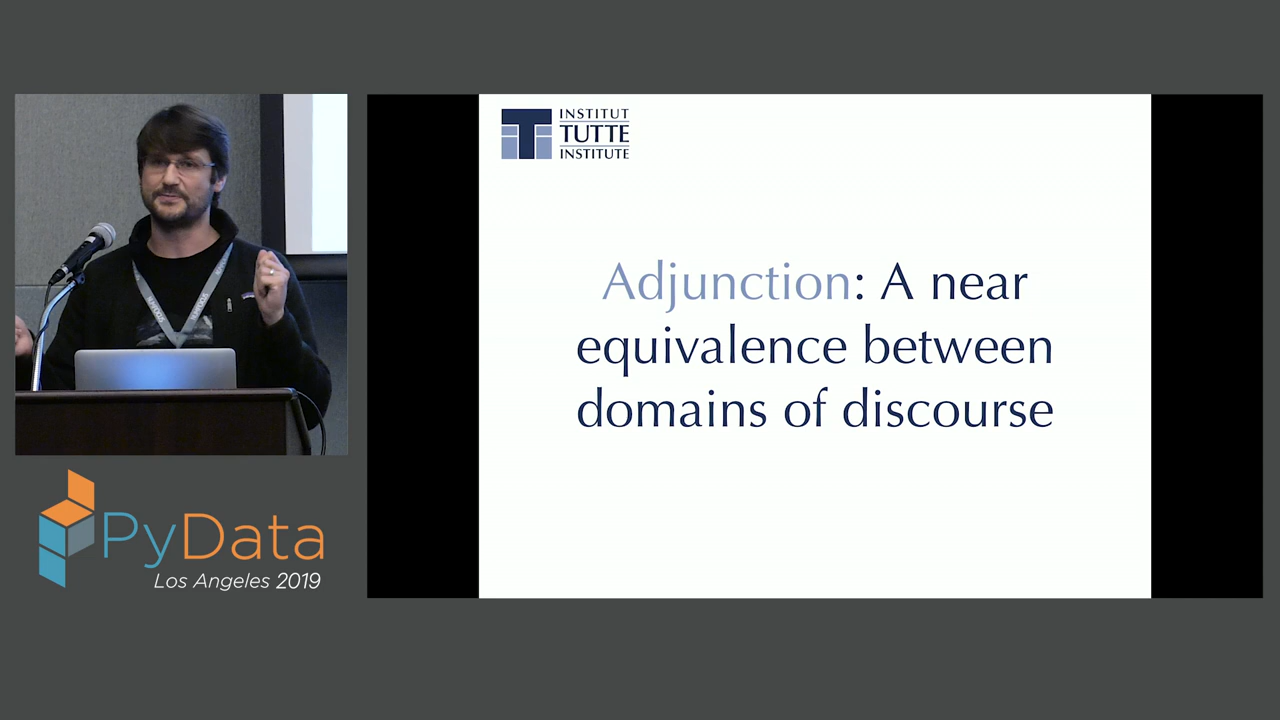 INSTITUT
TUTTE
INSTITUTE
Adjunction: A near
equivalence between
domains of discourse
PyData
Los Angeles 2019